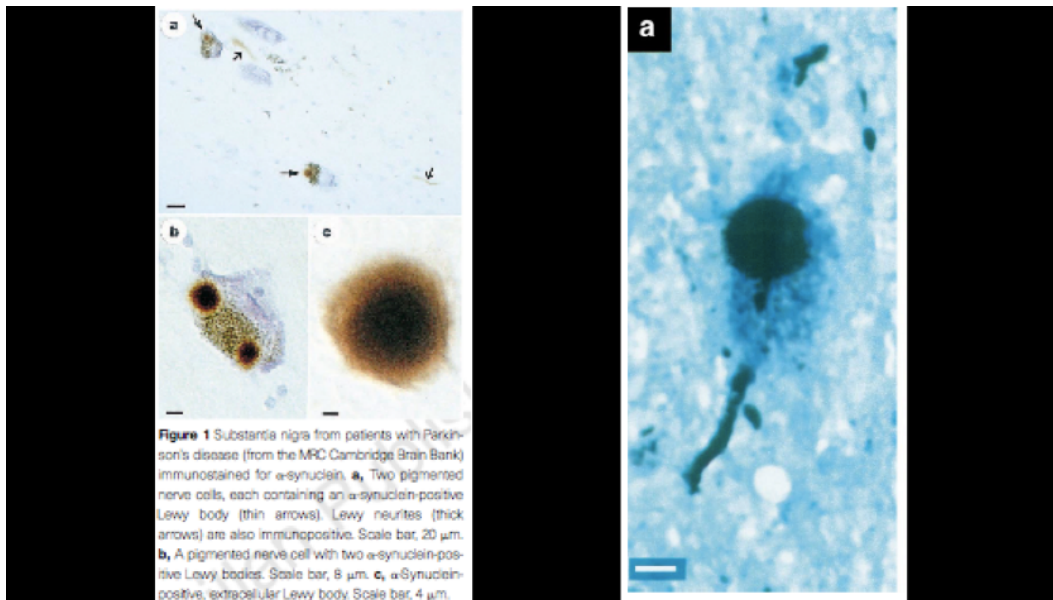 a
b
c
Figure 1 Substantia nigra from patients with Parkin-
son's disease (from the MRC Cambridge Brain Bank)
immunostained for α-synuclein. a, Two pigmented
nerve cells, each containing an α-synuclein-positive
Lewy body (thin arrows). Lewy neurites (thick
arrows) are also immunopositive. Scale bar, 20 μm.
b, A pigmented nerve cell with two α-synuclein-pos-
itive Lewy bodies. Scale bar, 8 μm. c, α-Synuclein-
positive, extracellular Lewy body. Scale bar, 4 μm.
a